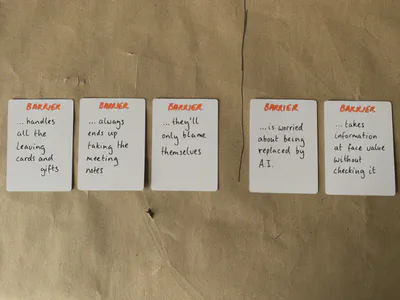 BARRIER
...handles
all the
leaving
cards and
gifts
BARRIER
...always
ends up
taking the
meeting
notes
BARRIER
...they'll
only blame
themselves
BARRIER
...is worried
about being
replaced by
A.I.
BARRIER
...takes
information
at face value
without
checking it